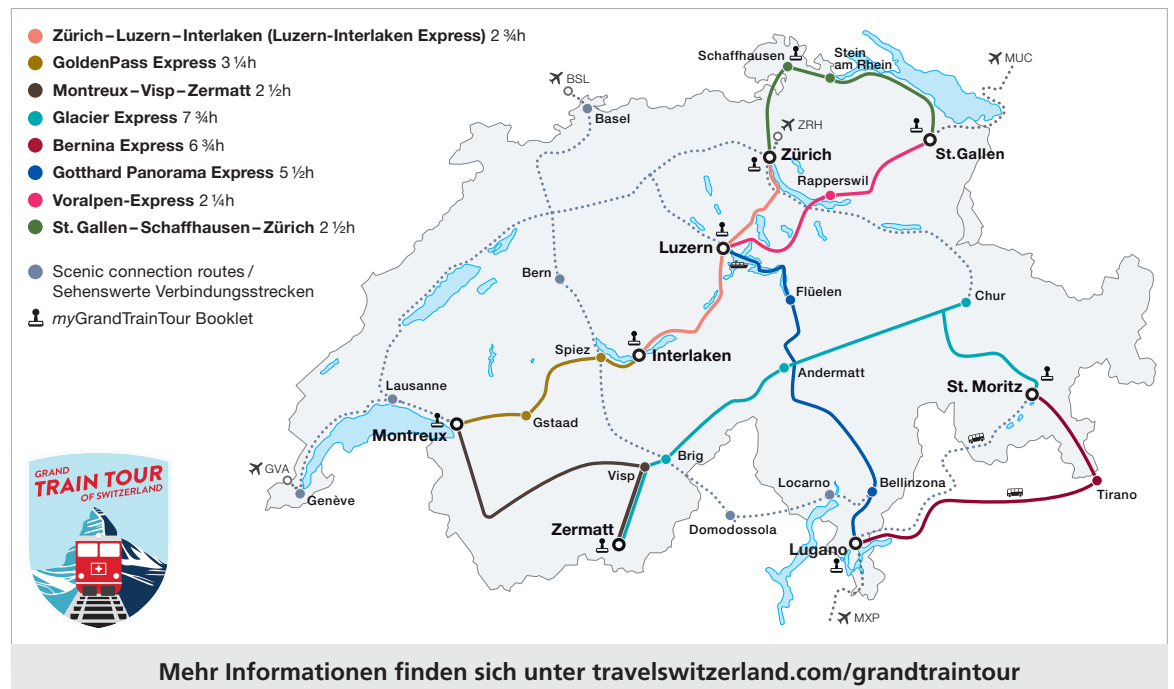 Zürich–Luzern–Interlaken (Luzern-Interlaken Express) 2 ¾h
GoldenPass Express 3 ¼h
Montreux–Visp–Zermatt 2 ½h
Glacier Express 7 ¾h
Bernina Express 6 ¾h
Gotthard Panorama Express 5 ½h
Voralpen-Express 2 ¼h
St. Gallen–Schaffhausen–Zürich 2 ½h
Scenic connection routes /
Sehenswerte Verbindungsstrecken
myGrandTrainTour Booklet
Schaffhausen
Stein
am Rhein
MUC
BSL
Basel
ZRH
Zürich
St.Gallen
Rapperswil
Luzern
Bern
Flüelen
Chur
Spiez
Interlaken
Andermatt
St. Moritz
Lausanne
Montreux
Gstaad
GVA
Genève
Visp
Brig
Locarno
Bellinzona
Tirano
Domodossola
Zermatt
Lugano
MXP
GRAND
TRAIN TOUR
OF SWITZERLAND
Mehr Informationen finden sich unter travelswitzerland.com/grandtraintour